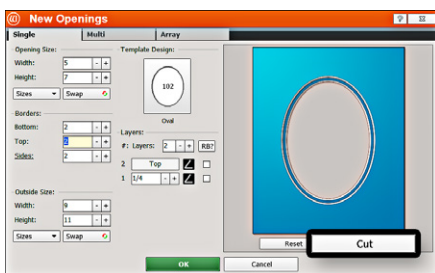 New Openings
Single Multi Array
Opening Size:
Width: 5 - +
Height: 7 - +
Sizes Swap
Borders:
Bottom: 2 - +
Top: 2 - +
Sides: 2 - +
Outside Size:
Width: 9 - +
Height: 11 - +
Sizes Swap
Template Design:
102
Oval
Layers:
#: Layers: 2 - + RB?
2 Top
1 1/4 - +
Reset Cut
OK Cancel